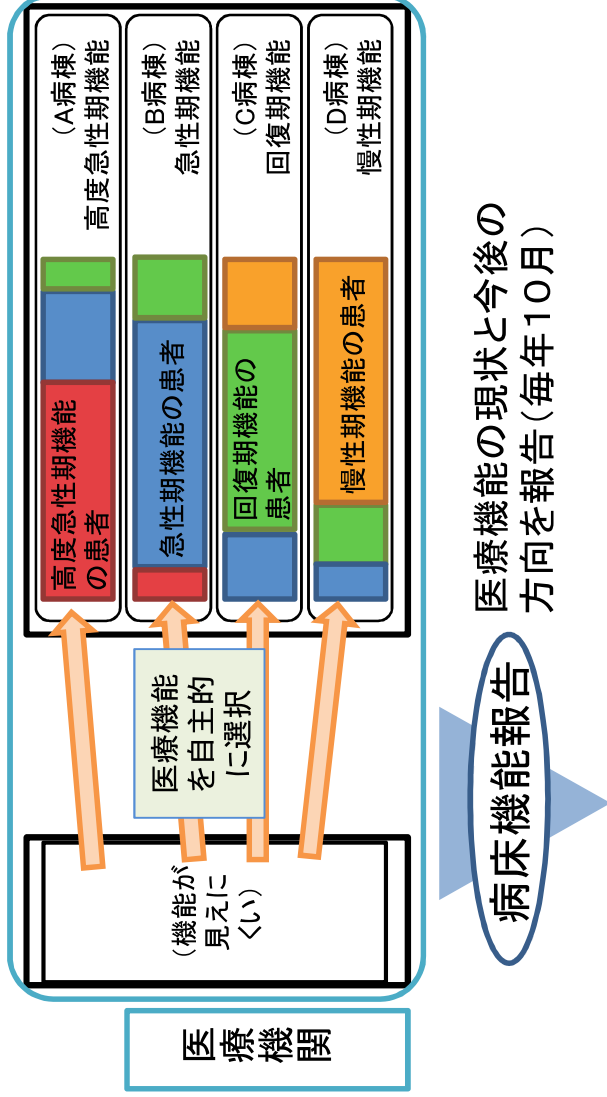 医療機関
(機能が
見えに
くい)
医療機能
を自主的
に選択
高度急性期機能
の患者
(A病棟)
高度急性期機能
急性期機能の患者
(B病棟)
急性期機能
回復期機能の
患者
(C病棟)
回復期機能
慢性期機能の患者
(D病棟)
慢性期機能
病床機能報告
医療機能の現状と今後の
方向を報告(毎年10月)